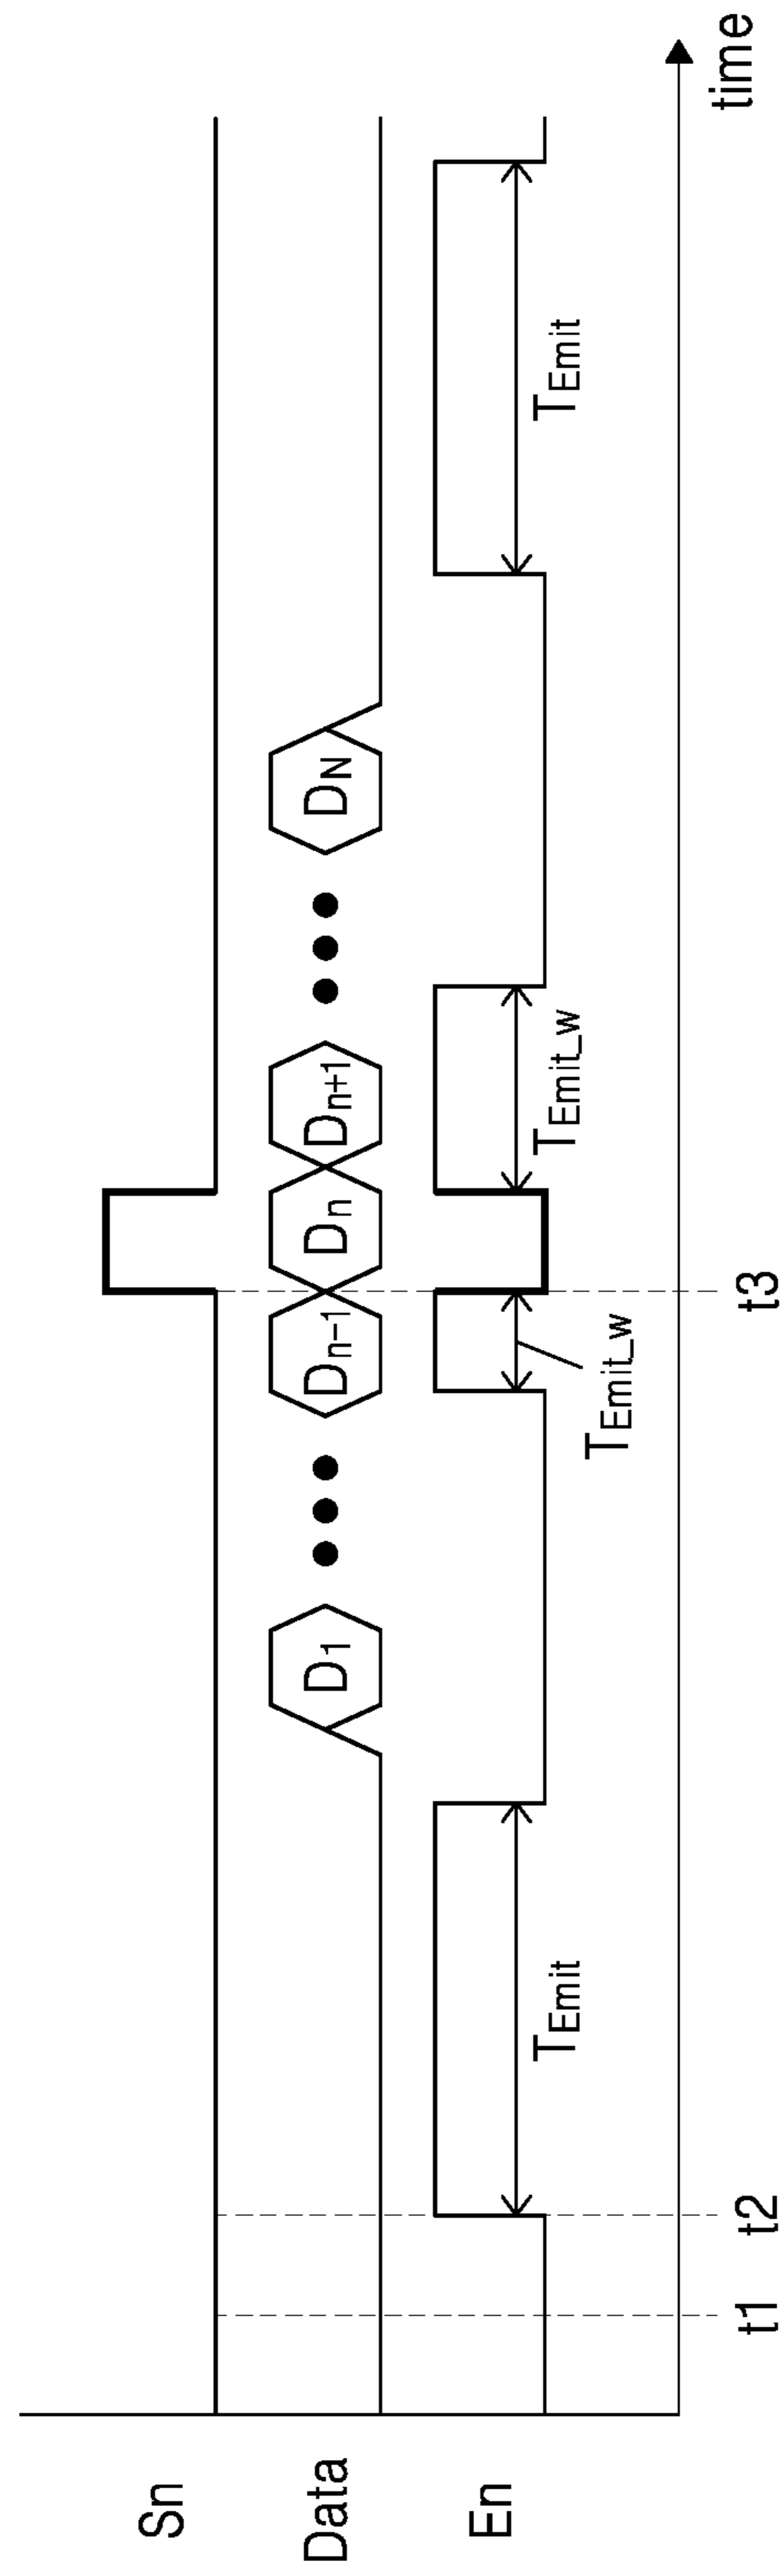 Sn
Data
D1
Dn−1
Dn
Dn+1
DN
En
TEmit
TEmit_w
TEmit_w
TEmit
t1
t2
t3
time